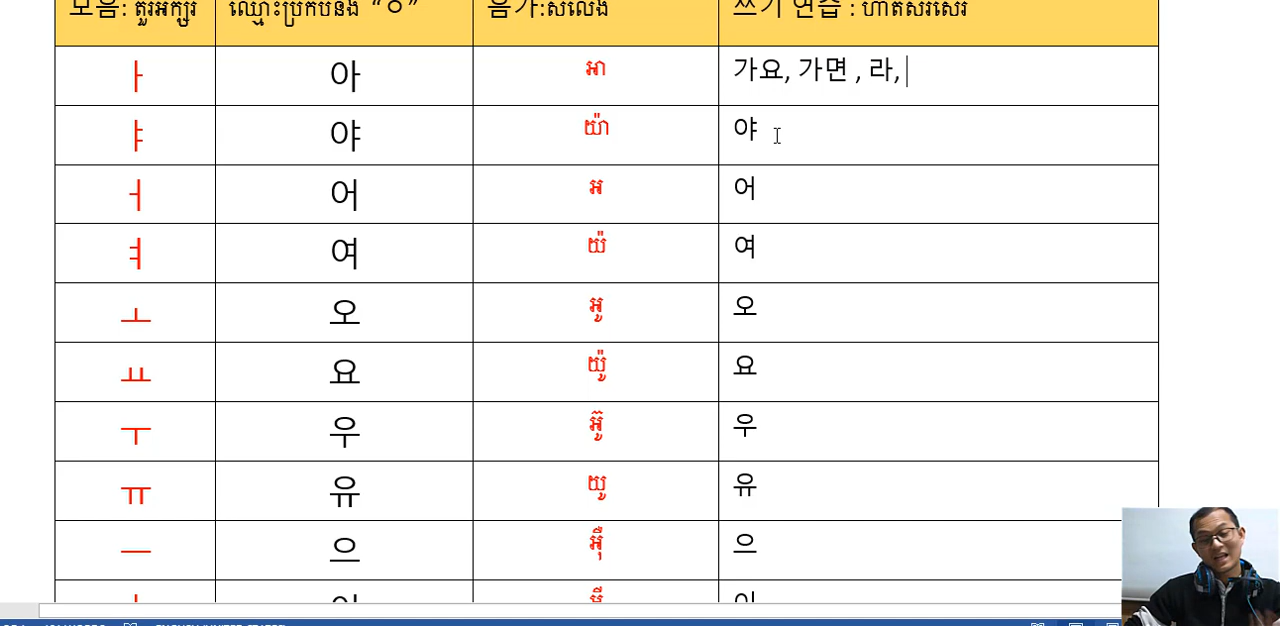 모음: តួរអក្សរ ឈ្មោះប្រកបនិង “ㅇ” 음가:សំលេង 쓰기 연습 : ហាត់សរសេរ
ㅏ 아 អា 가요, 가면 , 라,
ㅑ 야 យ៉ា 야
ㅓ 어 អ 어
ㅕ 여 យ៉ 여
ㅗ 오 អូ 오
ㅛ 요 យ៉ូ 요
ㅜ 우 អ៊ូ 우
ㅠ 유 យូ 유
ㅡ 으 អ៊ឺ 으